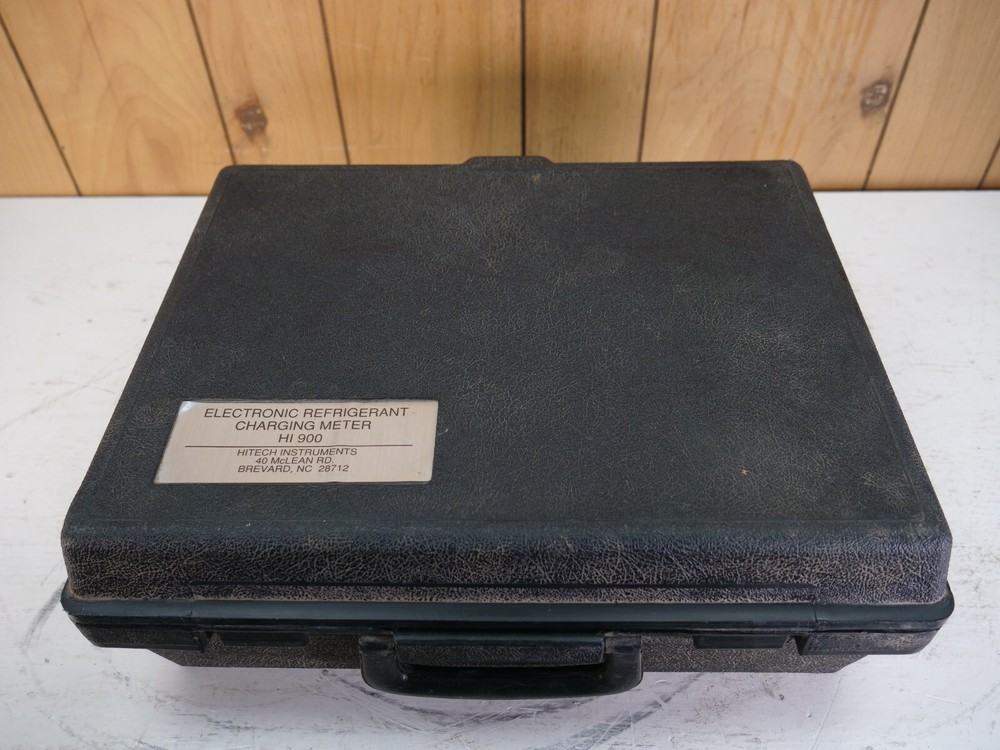 ELECTRONIC REFRIGERANT
CHARGING METER
HI 900
HITECH INSTRUMENTS
40 McLEAN RD.
BREVARD, NC 28712